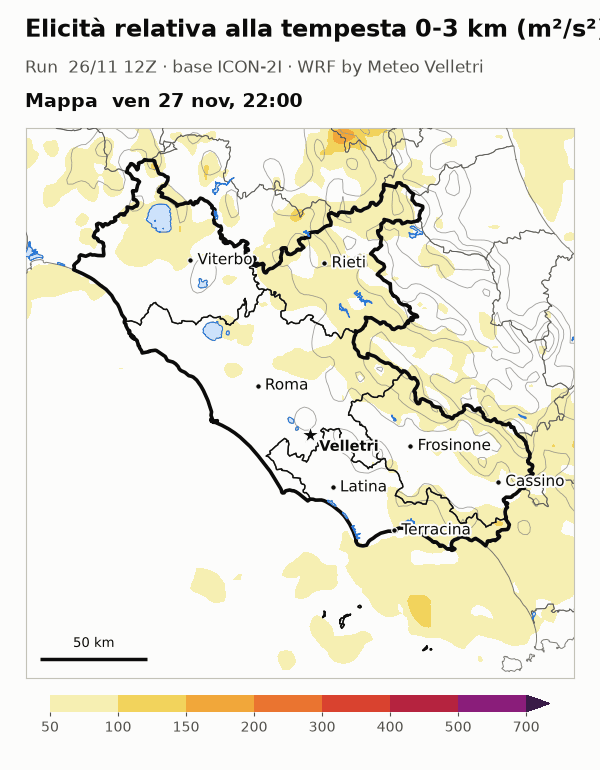 Elicità relativa alla tempesta 0-3 km (m²/s²)
Run 26/11 12Z · base ICON-2I · WRF by Meteo Velletri
Mappa ven 27 nov, 22:00
Viterbo
Rieti
Roma
Velletri
Frosinone
Latina
Cassino
Terracina
50 km
50 100 150 200 300 400 500 700